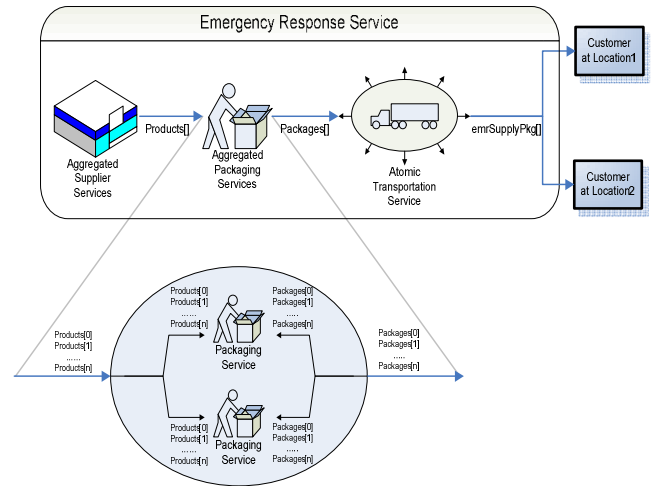 Emergency Response Service
Customer
at Location1
Products[]
Packages[]
emrSupplyPkg[]
Aggregated
Supplier
Services
Aggregated
Packaging
Services
Atomic
Transportation
Service
Customer
at Location2
Products[0]
Products[1]
......
Products[n]
Packages[0]
Packages[1]
.....
Packages[n]
Products[0]
Products[1]
......
Products[n]
Packaging
Service
Packages[0]
Packages[1]
.....
Packages[n]
Products[0]
Products[1]
......
Products[n]
Packaging
Service
Packages[0]
Packages[1]
.....
Packages[n]